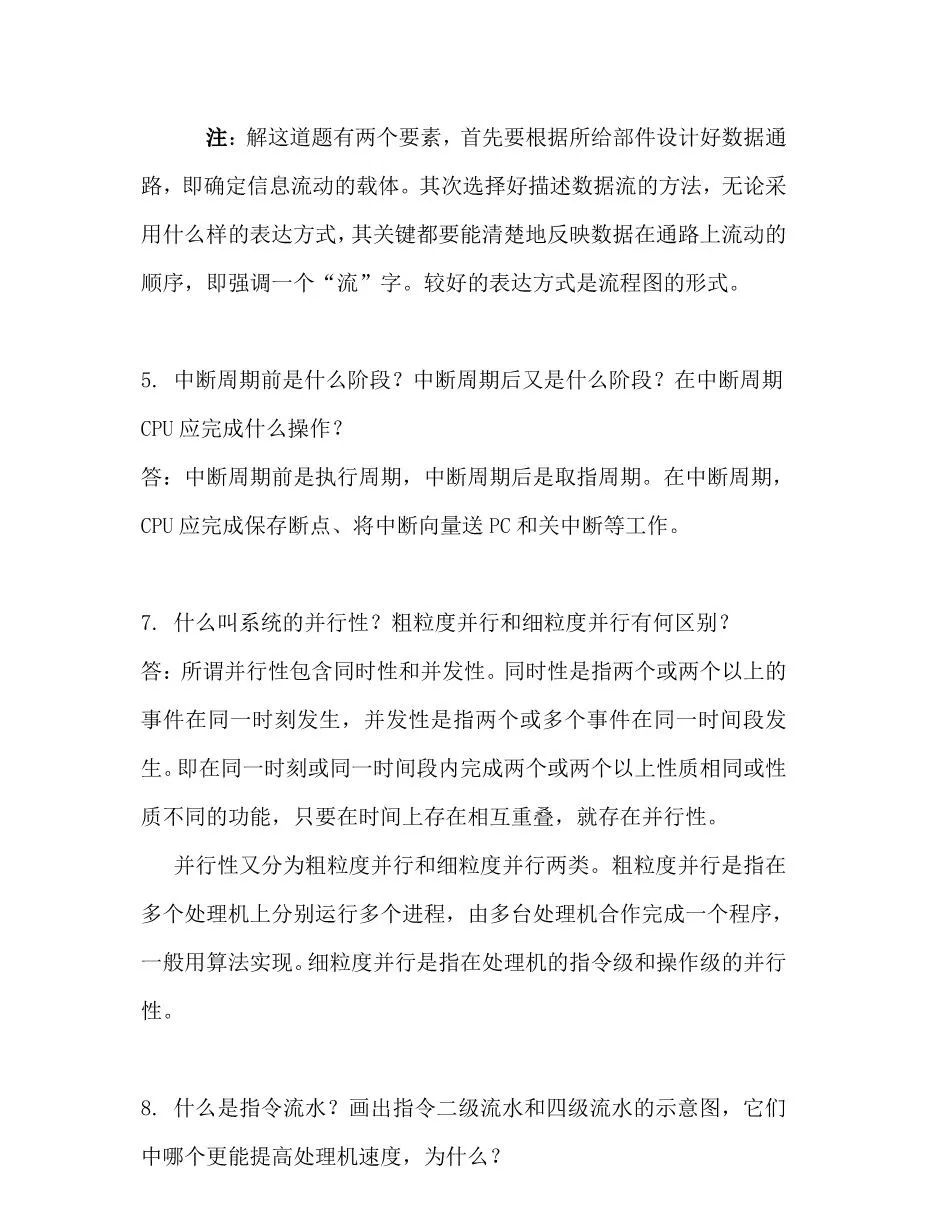 注：解这道题有两个要素，首先要根据所给部件设计好数据通
路，即确定信息流动的载体。其次选择好描述数据流的方法，无论采
用什么样的表达方式，其关键都要能清楚地反映数据在通路上流动的
顺序，即强调一个“流”字。较好的表达方式是流程图的形式。
5. 中断周期前是什么阶段？中断周期后又是什么阶段？在中断周期
CPU 应完成什么操作？
答：中断周期前是执行周期，中断周期后是取指周期。在中断周期，
CPU 应完成保存断点、将中断向量送 PC 和关中断等工作。
7. 什么叫系统的并行性？粗粒度并行和细粒度并行有何区别？
答：所谓并行性包含同时性和并发性。同时性是指两个或两个以上的
事件在同一时刻发生，并发性是指两个或多个事件在同一时间段发
生。即在同一时刻或同一时间段内完成两个或两个以上性质相同或性
质不同的功能，只要在时间上存在相互重叠，就存在并行性。
并行性又分为粗粒度并行和细粒度并行两类。粗粒度并行是指在
多个处理机上分别运行多个进程，由多台处理机合作完成一个程序，
一般用算法实现。细粒度并行是指在处理机的指令级和操作级的并行
性。
8. 什么是指令流水？画出指令二级流水和四级流水的示意图，它们
中哪个更能提高处理机速度，为什么？